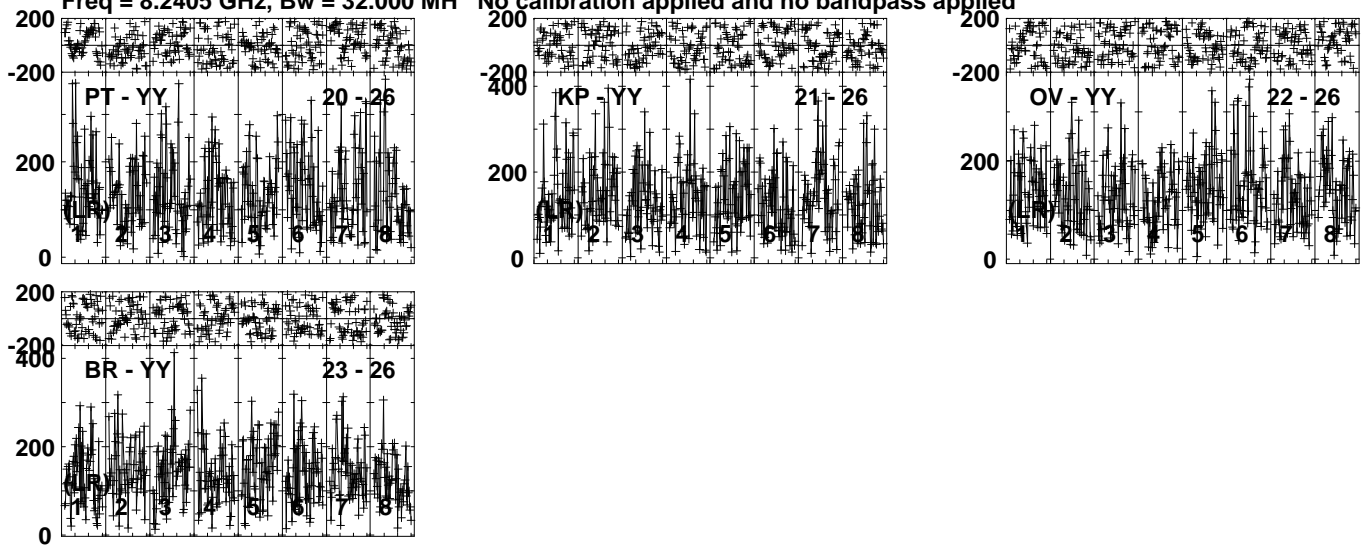 Freq = 8.2405 GHz, Bw = 32.000 MH No calibration applied and no bandpass applied
200
-200
PT - YY 20 - 26
200
(LR)
1 2 3 4 5 6 7 8
0
200
-200
400
KP - YY 21 - 26
200
(LR)
1 2 3 4 5 6 7 8
0
200
-200
OV - YY 22 - 26
200
(LR)
1 2 3 4 5 6 7 8
0
200
-200
400
BR - YY 23 - 26
200
(LR)
1 2 3 4 5 6 7 8
0